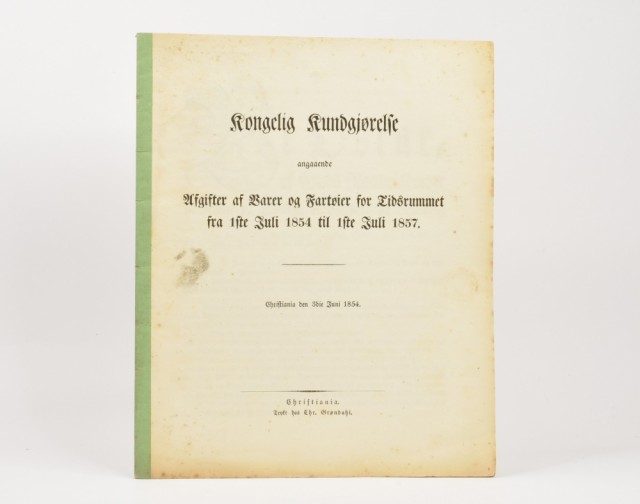 Kongelig Kundgjørelse
angaaende
Afgifter af Varer og Fartøier for Tidsrummet
fra 1ste Juli 1854 til 1ste Juli 1857.
Christiania den 3die Juni 1854.
Christiania.
Trykt hos Chr. Grøndahl.